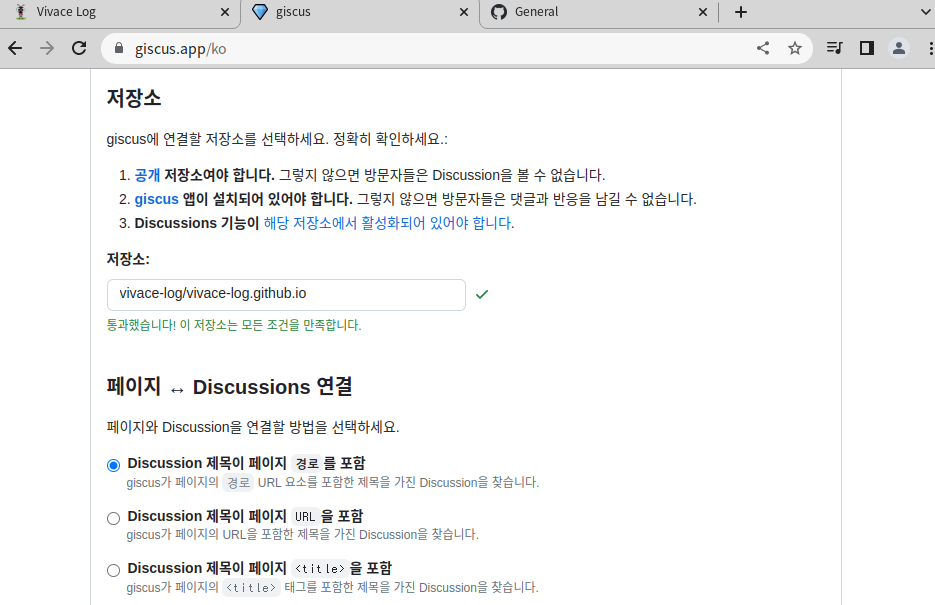 Vivace Log
giscus
General
giscus.app/ko
저장소
giscus에 연결할 저장소를 선택하세요. 정확히 확인하세요.:
1. 공개 저장소여야 합니다. 그렇지 않으면 방문자들은 Discussion을 볼 수 없습니다.
2. giscus 앱이 설치되어 있어야 합니다. 그렇지 않으면 방문자들은 댓글과 반응을 남길 수 없습니다.
3. Discussions 기능이 해당 저장소에서 활성화되어 있어야 합니다.
저장소:
vivace-log/vivace-log.github.io
통과했습니다! 이 저장소는 모든 조건을 만족합니다.
페이지 ↔ Discussions 연결
페이지와 Discussion을 연결할 방법을 선택하세요.
Discussion 제목이 페이지 경로 를 포함
giscus가 페이지의 경로 URL 요소를 포함한 제목을 가진 Discussion을 찾습니다.
Discussion 제목이 페이지 URL 을 포함
giscus가 페이지의 URL을 포함한 제목을 가진 Discussion을 찾습니다.
Discussion 제목이 페이지 <title> 을 포함
giscus가 페이지의 <title> 태그를 포함한 제목을 가진 Discussion을 찾습니다.